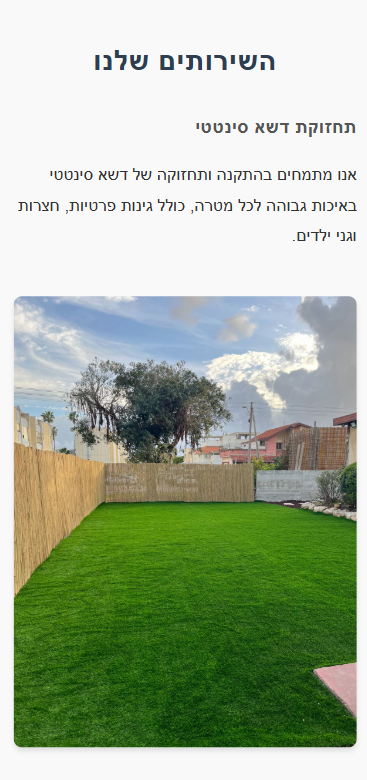 השירותים שלנו
תחזוקת דשא סינטטי
אנו מתמחים בהתקנה ותחזוקה של דשא סינטטי
באיכות גבוהה לכל מטרה, כולל גינות פרטיות, חצרות
וגני ילדים.